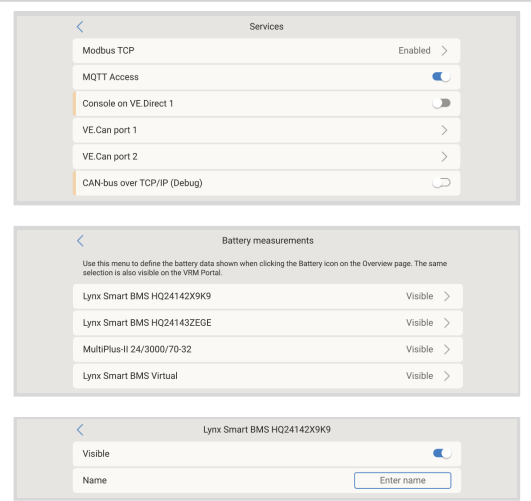 Services
Modbus TCP Enabled
MQTT Access
Console on VE.Direct 1
VE.Can port 1
VE.Can port 2
CAN-bus over TCP/IP (Debug)
Battery measurements
Use this menu to define the battery data shown when clicking the Battery icon on the Overview page. The same
selection is also visible on the VRM Portal.
Lynx Smart BMS HQ24142X9K9 Visible
Lynx Smart BMS HQ24143ZEGE Visible
MultiPlus-II 24/3000/70-32 Visible
Lynx Smart BMS Virtual Visible
Lynx Smart BMS HQ24142X9K9
Visible
Name Enter name